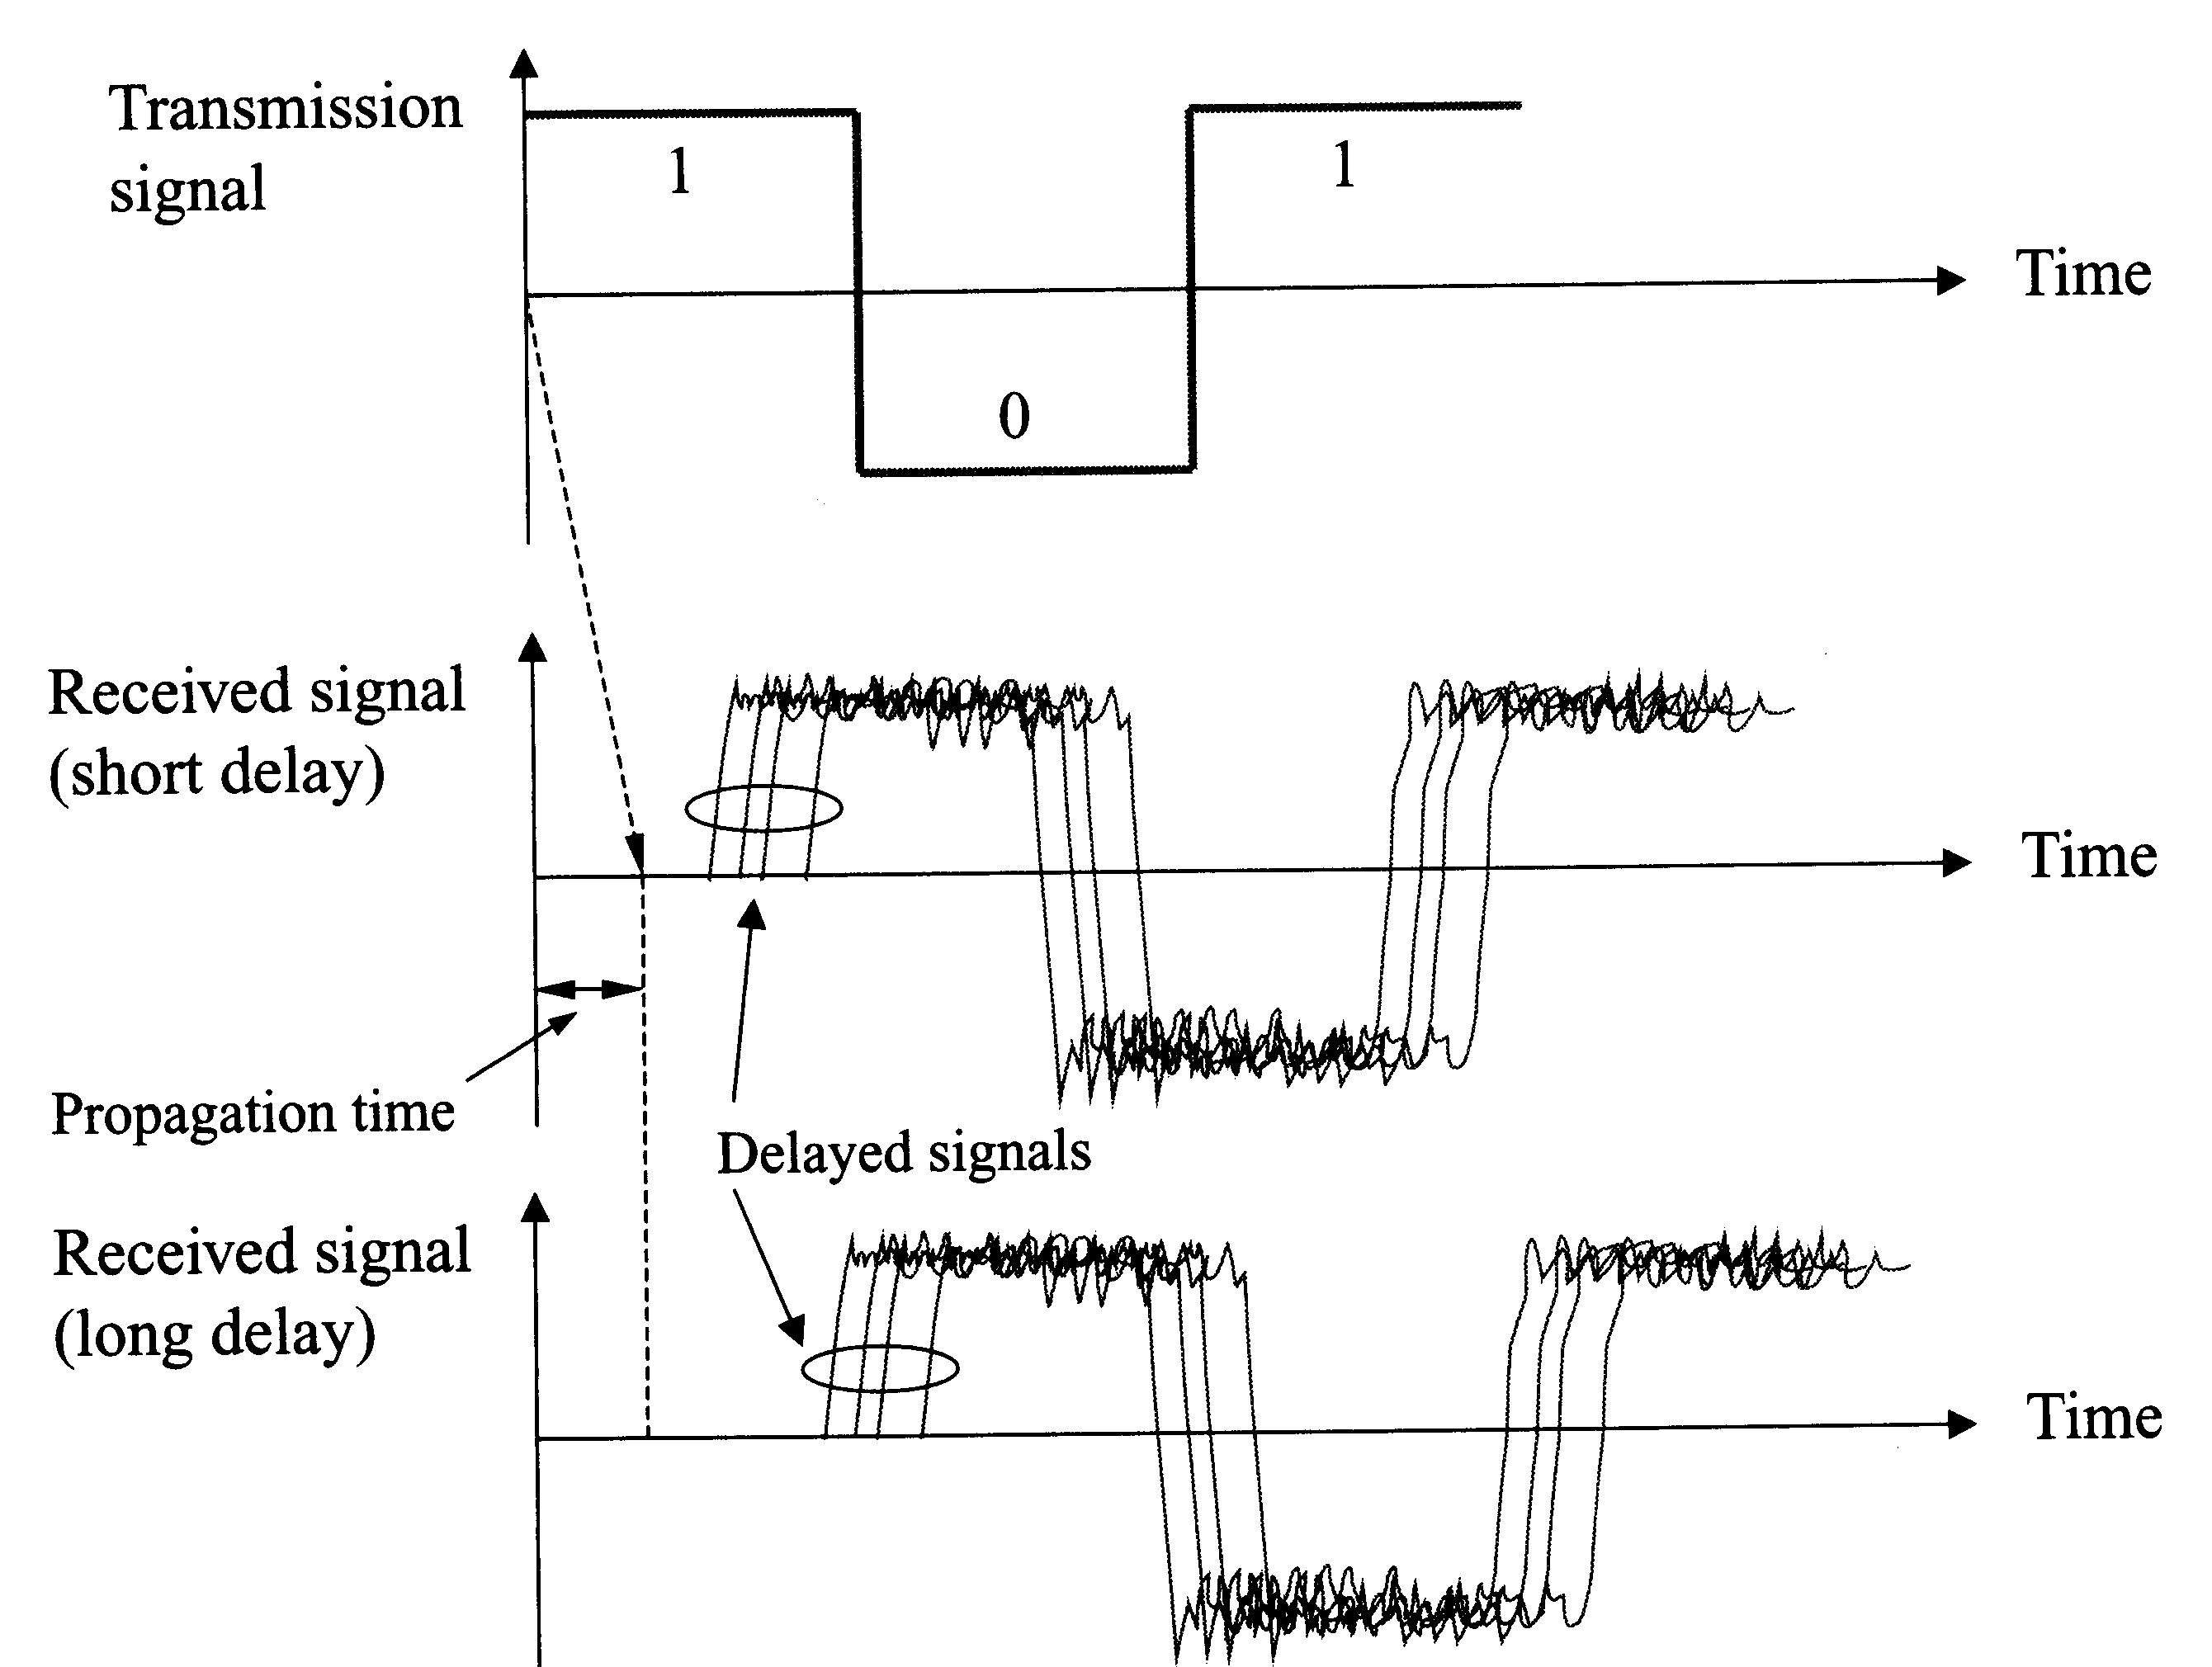 Transmission
signal
1
1
Time
0
Received signal
(short delay)
Time
Propagation time
Delayed signals
Received signal
(long delay)
Time